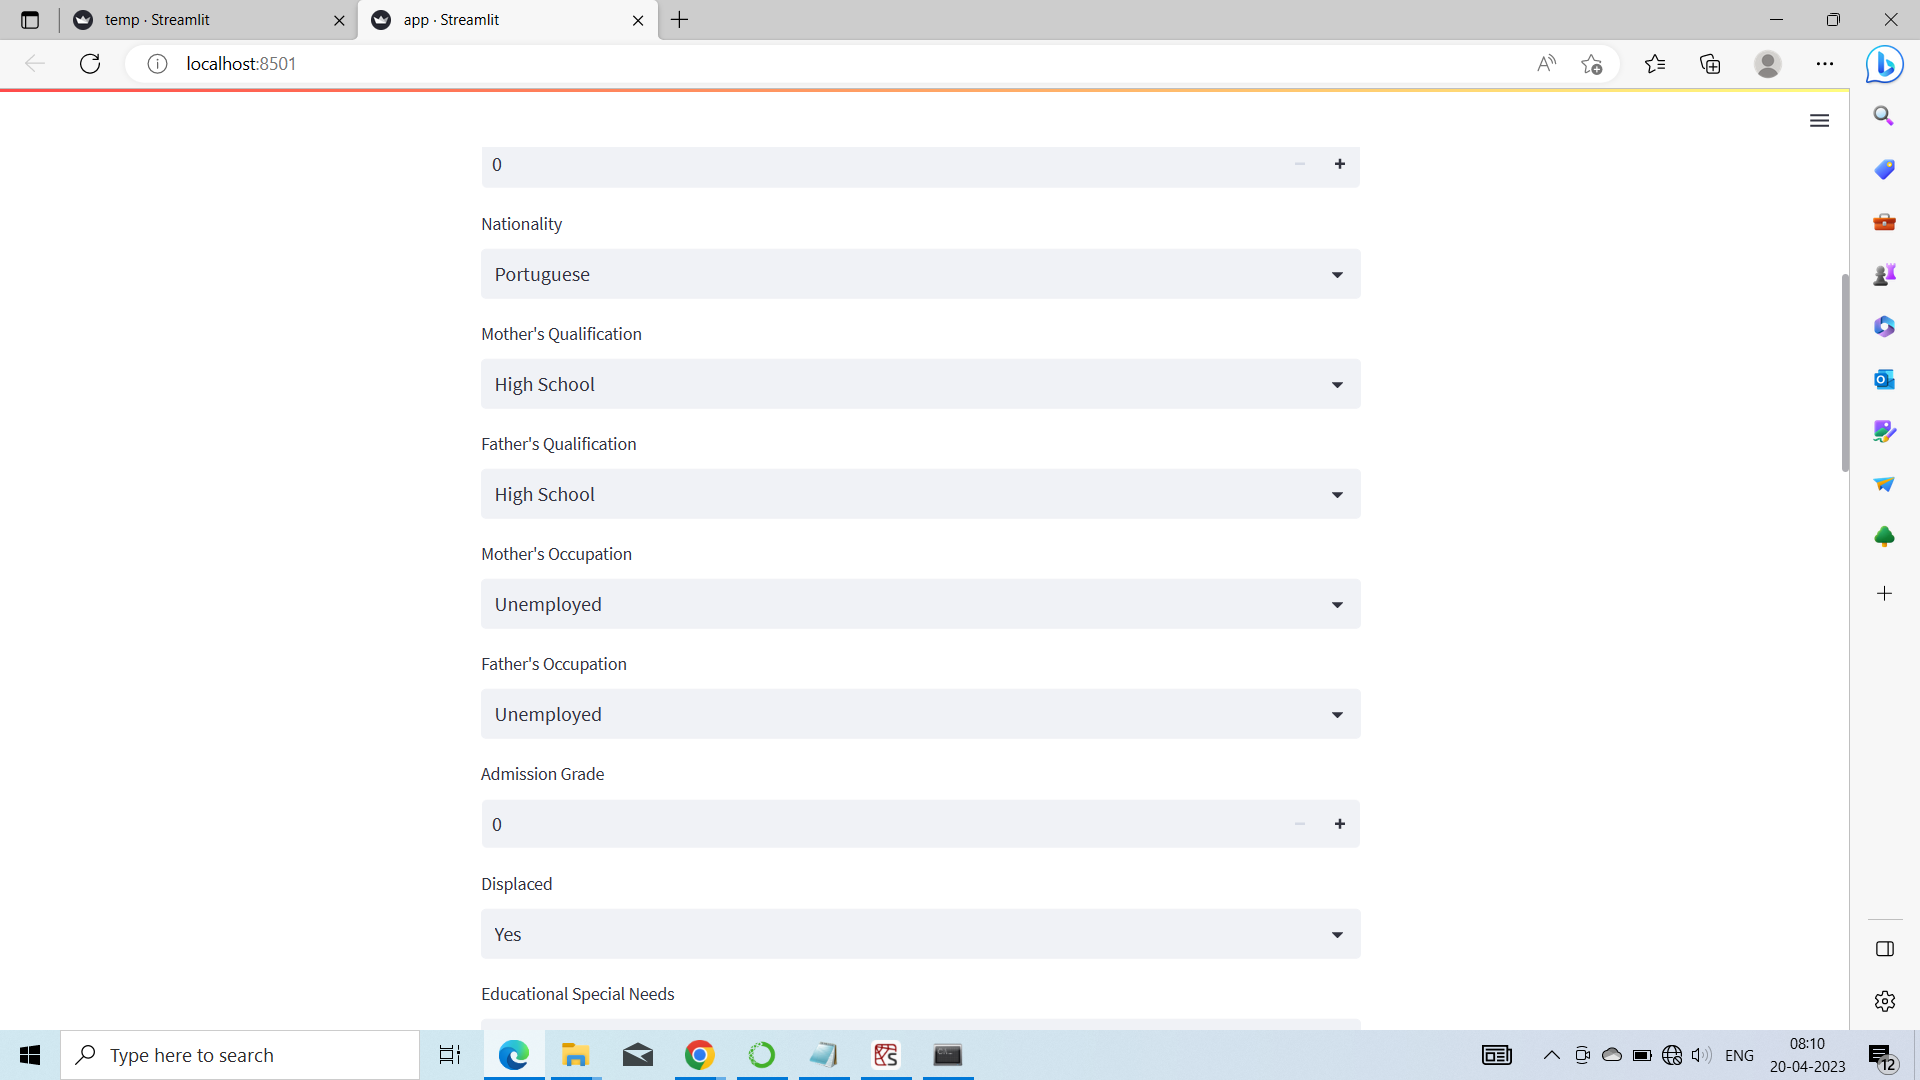 temp · Streamlit
app · Streamlit
localhost:8501
0
Nationality
Portuguese
Mother's Qualification
High School
Father's Qualification
High School
Mother's Occupation
Unemployed
Father's Occupation
Unemployed
Admission Grade
0
Displaced
Yes
Educational Special Needs
Type here to search
ENG
08:10
20-04-2023
12